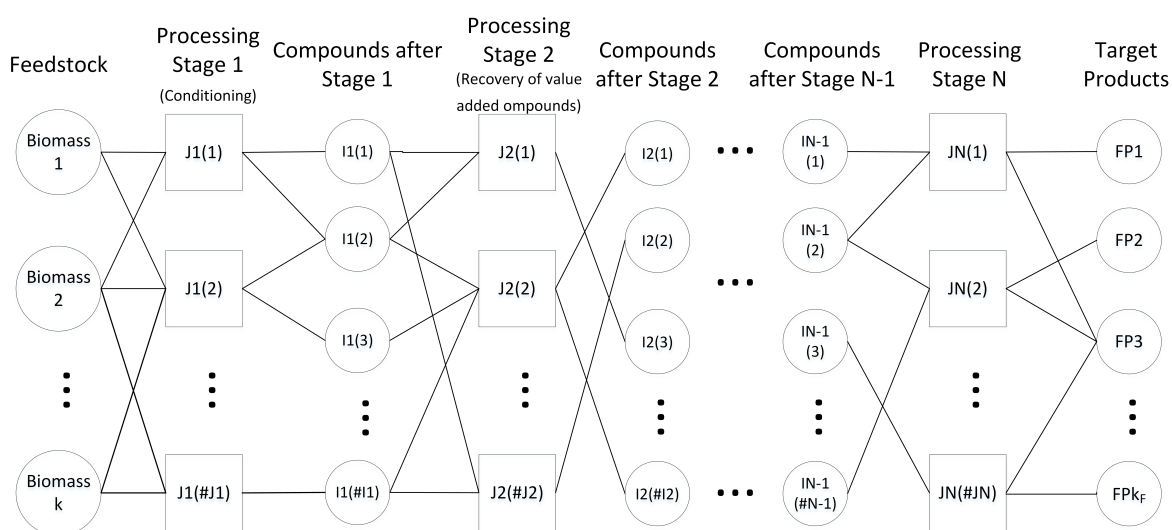 Feedstock
Processing
Stage 1
(Conditioning)
Compounds after
Stage 1
Processing
Stage 2
(Recovery of value
added ompounds)
Compounds
after Stage 2
Compounds
after Stage N-1
Processing
Stage N
Target
Products
Biomass
1
J1(1)
I1(1)
J2(1)
I2(1)
IN-1
(1)
JN(1)
FP1
I1(2)
I2(2)
IN-1
(2)
FP2
Biomass
2
J1(2)
J2(2)
JN(2)
I1(3)
I2(3)
IN-1
(3)
FP3
Biomass
k
J1(#J1)
I1(#I1)
J2(#J2)
I2(#I2)
IN-1
(#N-1)
JN(#JN)
FPkF